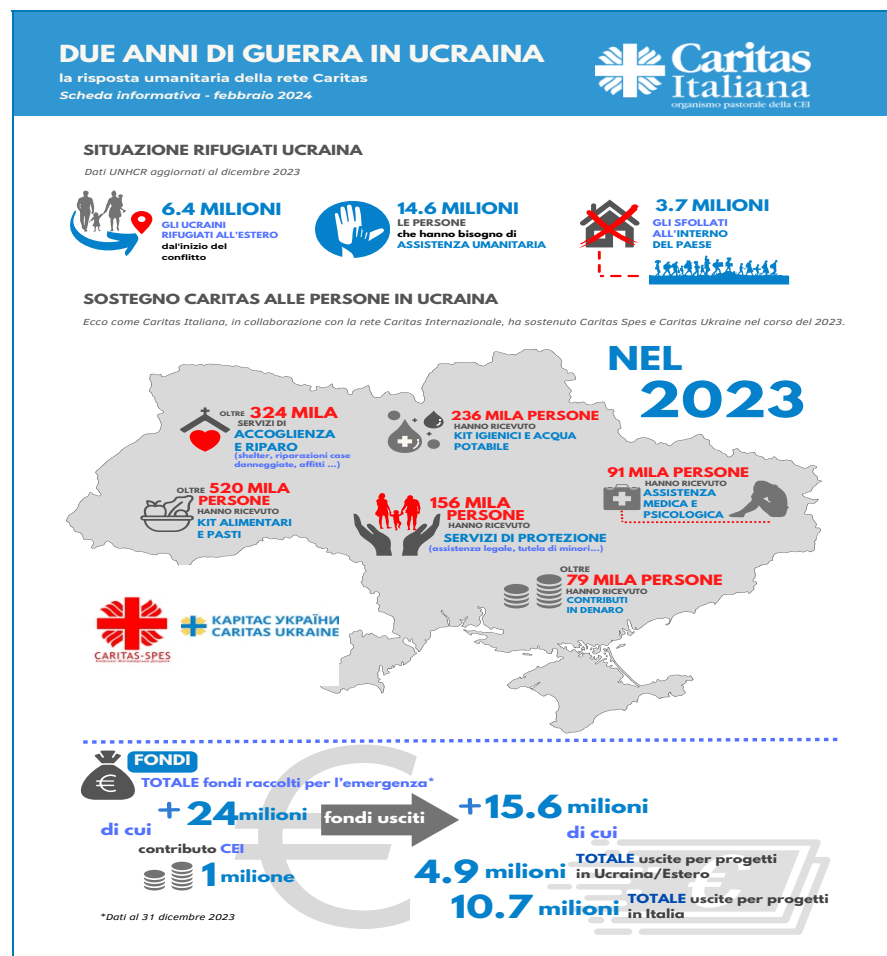 DUE ANNI DI GUERRA IN UCRAINA
la risposta umanitaria della rete Caritas
Scheda informativa - febbraio 2024
Caritas
Italiana
organismo pastorale della CEI
SITUAZIONE RIFUGIATI UCRAINA
Dati UNHCR aggiornati al dicembre 2023
6.4 MILIONI
GLI UCRAINI
RIFUGIATI ALL'ESTERO
dal'inizio del
conflitto
14.6 MILIONI
LE PERSONE
che hanno bisogno di
ASSISTENZA UMANITARIA
3.7 MILIONI
GLI SFOLLATI
ALL'INTERNO
DEL PAESE
SOSTEGNO CARITAS ALLE PERSONE IN UCRAINA
Ecco come Caritas Italiana, in collaborazione con la rete Caritas Internazionale, ha sostenuto Caritas Spes e Caritas Ukraine nel corso del 2023.
NEL
2023
OLTRE 324 MILA
SERVIZI DI
ACCOGLIENZA
E RIPARO
(shelter, riparazioni case
danneggiate, affitti ...)
236 MILA PERSONE
HANNO RICEVUTO
KIT IGIENICI E ACQUA
POTABILE
91 MILA PERSONE
HANNO RICEVUTO
ASSISTENZA
MEDICA E
PSICOLOGICA
OLTRE 520 MILA
PERSONE
HANNO RICEVUTO
KIT ALIMENTARI
E PASTI
156 MILA
PERSONE
HANNO RICEVUTO
SERVIZI DI PROTEZIONE
(assistenza legale, tutela di minori...)
OLTRE
79 MILA PERSONE
HANNO RICEVUTO
CONTRIBUTI
IN DENARO
CARITAS-SPES
КАРІТАС УКРАЇНИ
CARITAS UKRAINE
FONDI
TOTALE fondi raccolti per l'emergenza*
+ 24 milioni
di cui
contributo CEI
1 milione
fondi usciti
+15.6 milioni
di cui
4.9 milioni TOTALE uscite per progetti
in Ucraina/Estero
10.7 milioni TOTALE uscite per progetti
in Italia
*Dati al 31 dicembre 2023